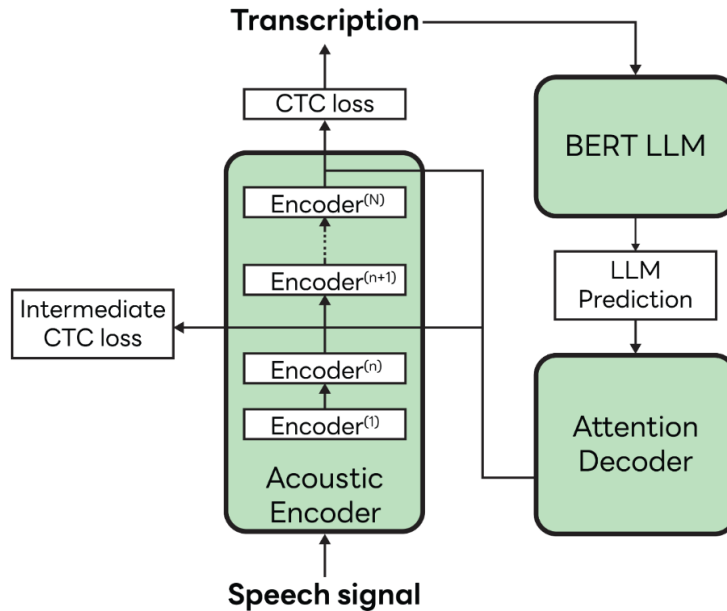 Transcription
CTC loss
BERT LLM
Encoder(N)
Encoder(n+1)
LLM
Prediction
Intermediate
CTC loss
Encoder(n)
Encoder(1)
Attention
Decoder
Acoustic
Encoder
Speech signal